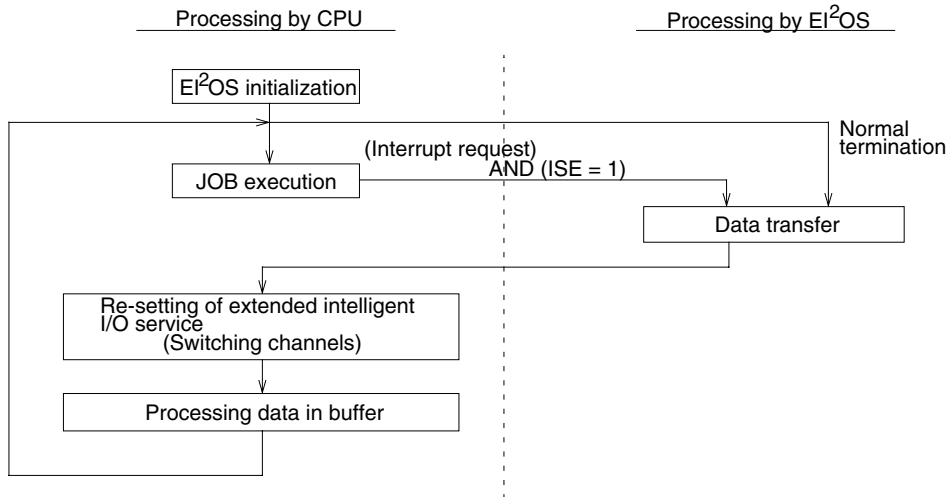 Processing by CPU
Processing by EI²OS
EI²OS initialization
Normal
termination
(Interrupt request)
AND (ISE = 1)
JOB execution
Data transfer
Re-setting of extended intelligent
I/O service
(Switching channels)
Processing data in buffer